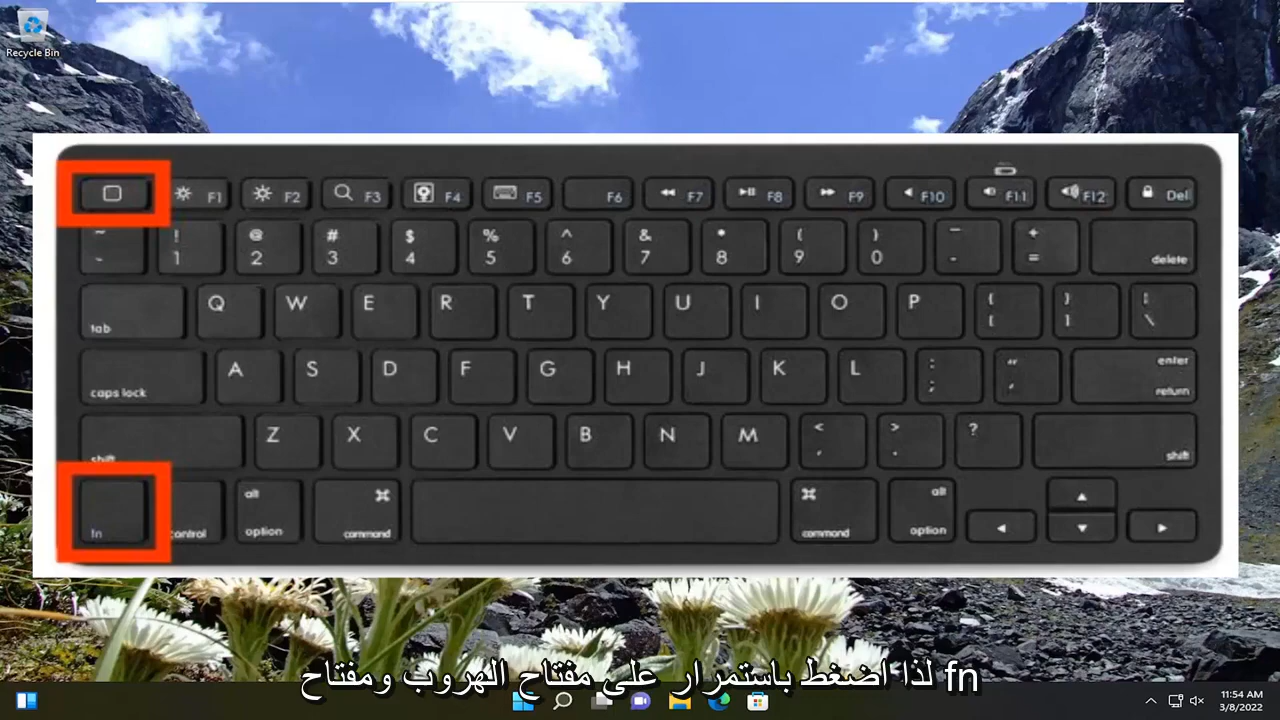 Recycle Bin
F1 F2 F3 F4 F5 F6 F7 F8 F9 F10 F11 F12 Del
~ ! @ # $ % ^ & * ( ) - +
` 1 2 3 4 5 6 7 8 9 0 - = delete
tab Q W E R T Y U I O P { [ } ] | \
caps lock A S D F G H J K L : ; " ' enter return
shift Z X C V B N M < , > . ? shift
fn control alt option command command alt option
لذا اضغط باستمرار على مفتاح الهروب ومفتاح fn
11:54 AM
3/8/2022